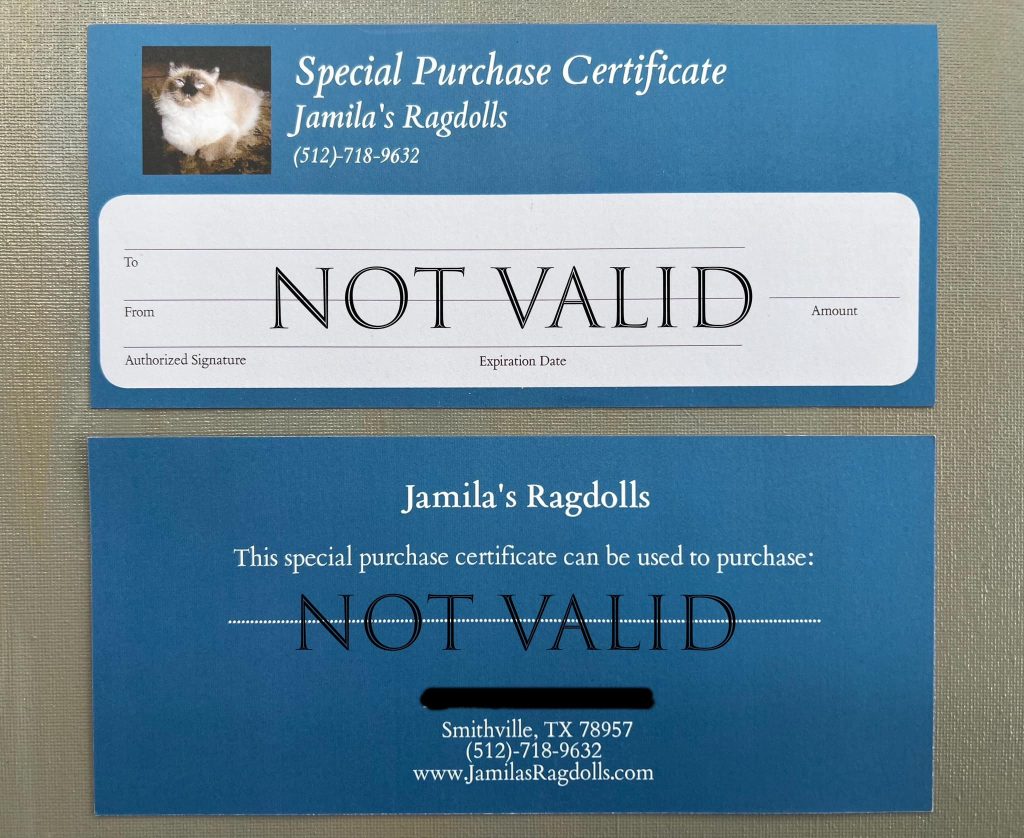 Special Purchase Certificate
Jamila's Ragdolls
(512)-718-9632
To
NOT VALID
From
Amount
Authorized Signature Expiration Date
Jamila's Ragdolls
This special purchase certificate can be used to purchase:
NOT VALID
Smithville, TX 78957
(512)-718-9632
www.JamilasRagdolls.com